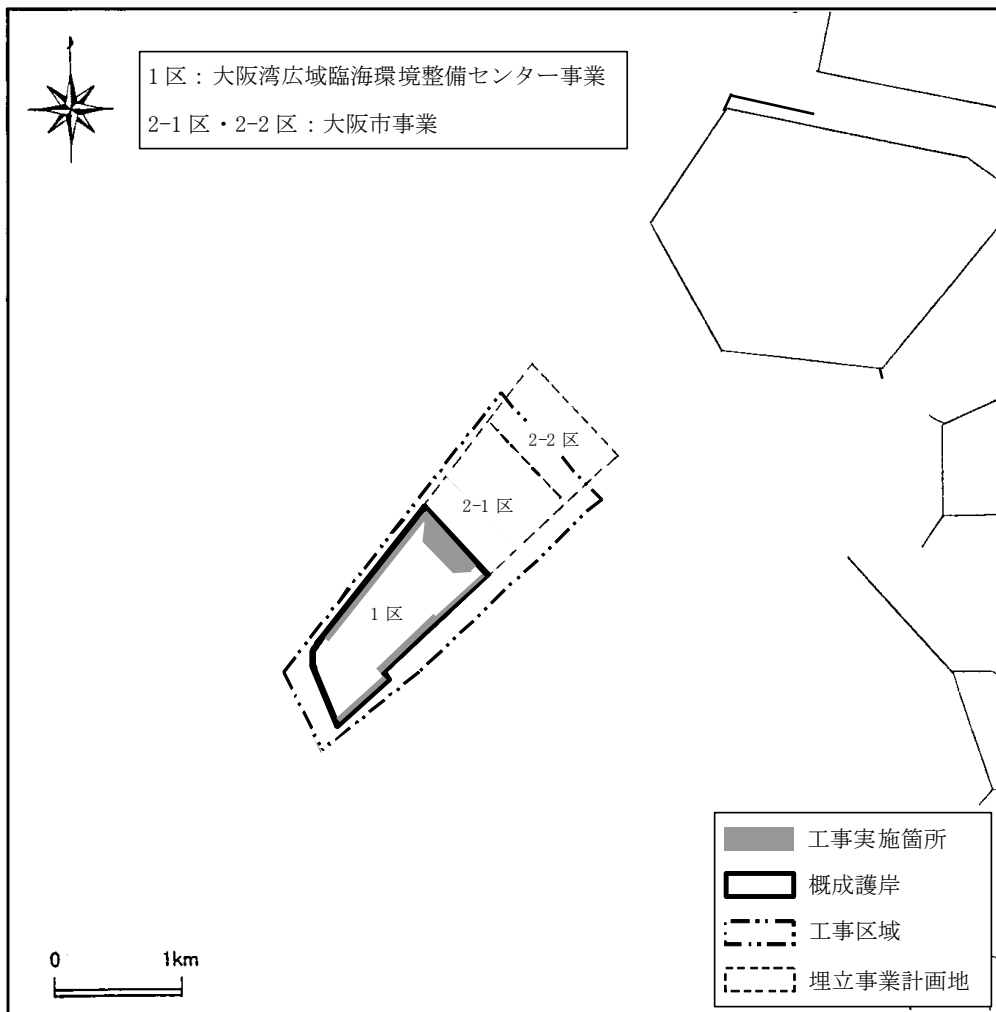 1区：大阪湾広域臨海環境整備センター事業
2-1区・2-2区：大阪市事業
2-2区
2-1区
1区
工事実施箇所
概成護岸
工事区域
埋立事業計画地
0 1km